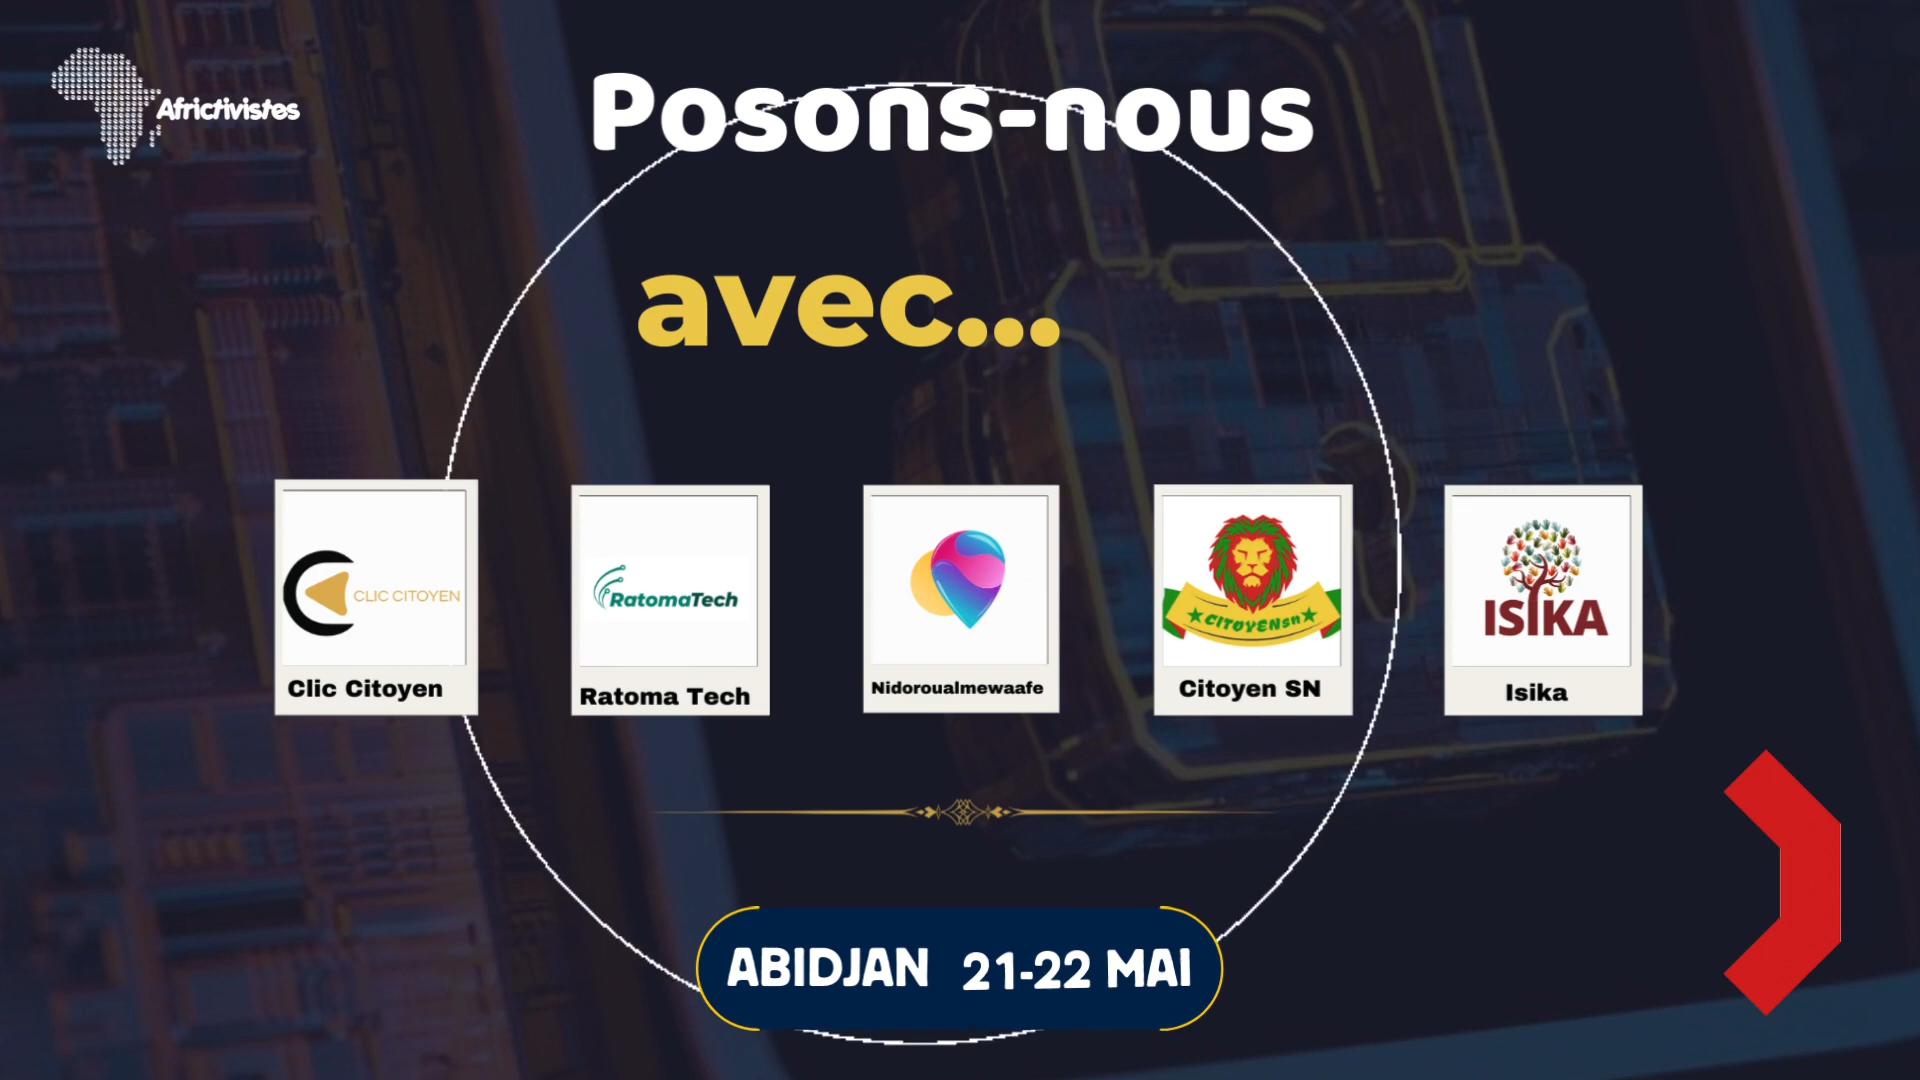 Africtivistes
Posons-nous
avec...
CLIC CITOYEN
Clic Citoyen
RatomaTech
Ratoma Tech
Nidoroualmewaafe
CITOYENsn
Citoyen SN
ISIKA
Isika
ABIDJAN 21-22 MAI